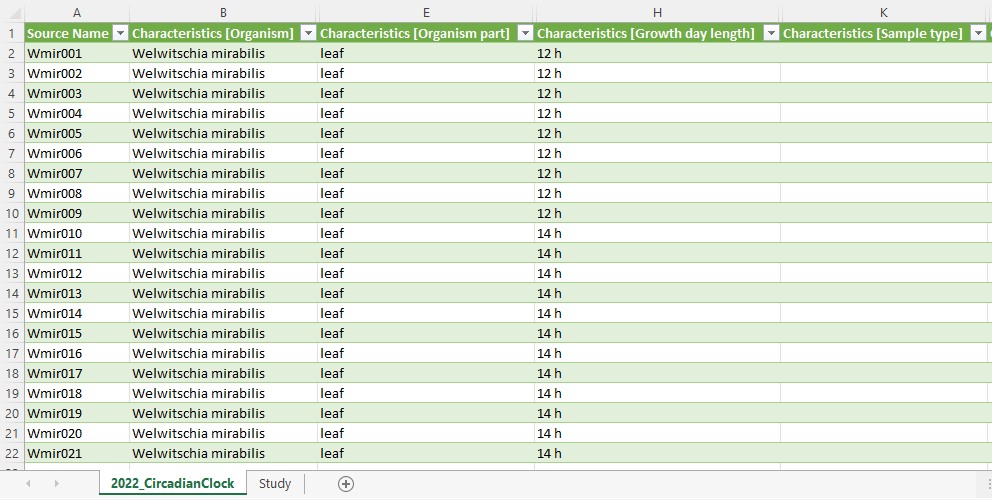 A B E H K
1 Source Name Characteristics [Organism] Characteristics [Organism part] Characteristics [Growth day length] Characteristics [Sample type]
2 Wmir001 Welwitschia mirabilis leaf 12 h
3 Wmir002 Welwitschia mirabilis leaf 12 h
4 Wmir003 Welwitschia mirabilis leaf 12 h
5 Wmir004 Welwitschia mirabilis leaf 12 h
6 Wmir005 Welwitschia mirabilis leaf 12 h
7 Wmir006 Welwitschia mirabilis leaf 12 h
8 Wmir007 Welwitschia mirabilis leaf 12 h
9 Wmir008 Welwitschia mirabilis leaf 12 h
10 Wmir009 Welwitschia mirabilis leaf 12 h
11 Wmir010 Welwitschia mirabilis leaf 14 h
12 Wmir011 Welwitschia mirabilis leaf 14 h
13 Wmir012 Welwitschia mirabilis leaf 14 h
14 Wmir013 Welwitschia mirabilis leaf 14 h
15 Wmir014 Welwitschia mirabilis leaf 14 h
16 Wmir015 Welwitschia mirabilis leaf 14 h
17 Wmir016 Welwitschia mirabilis leaf 14 h
18 Wmir017 Welwitschia mirabilis leaf 14 h
19 Wmir018 Welwitschia mirabilis leaf 14 h
20 Wmir019 Welwitschia mirabilis leaf 14 h
21 Wmir020 Welwitschia mirabilis leaf 14 h
22 Wmir021 Welwitschia mirabilis leaf 14 h
2022_CircadianClock Study